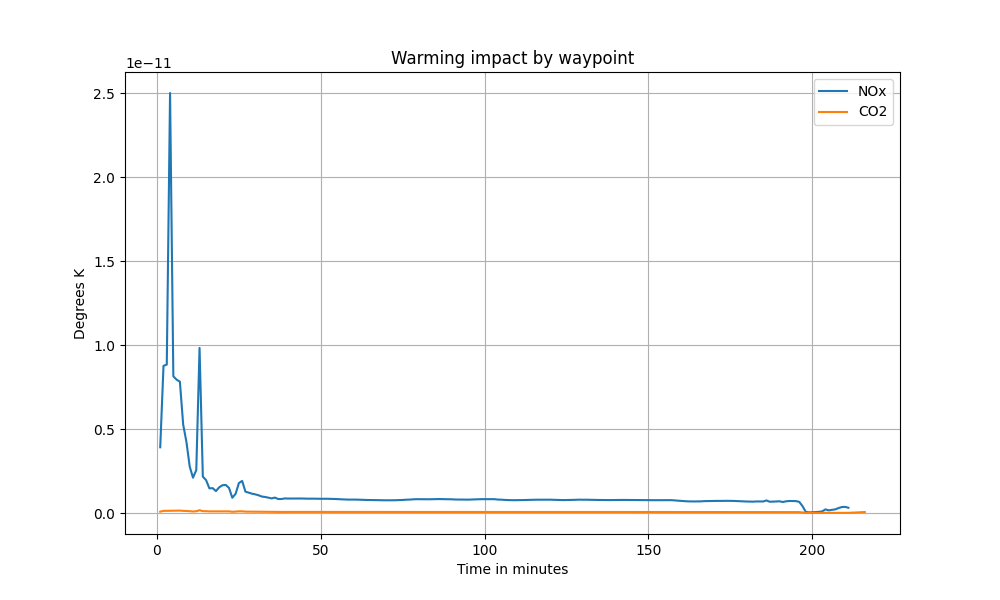 Warming impact by waypoint
1e−11
NOx
CO2
2.5
2.0
1.5
1.0
0.5
0.0
Degrees K
0 50 100 150 200
Time in minutes